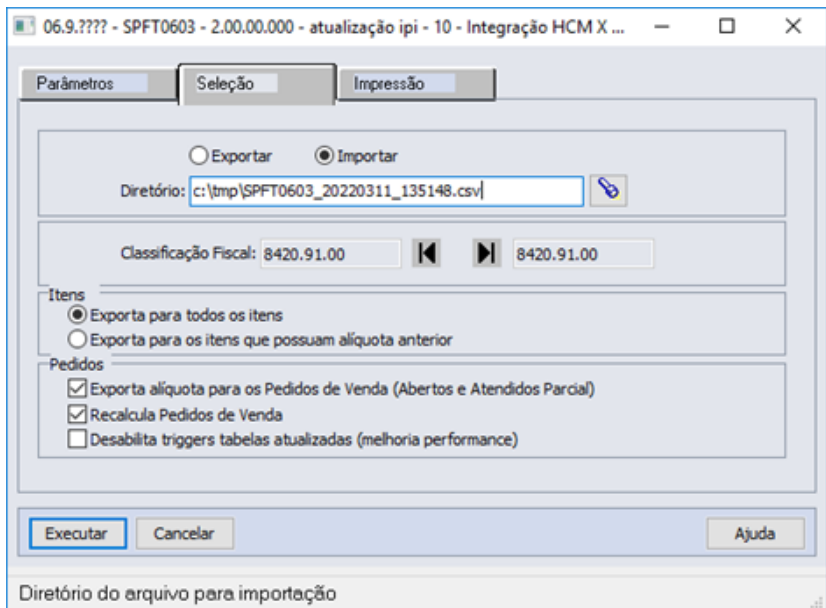 06.9.???? - SPFT0603 - 2.00.00.000 - atualização ipi - 10 - Integração HCM X ...
Parâmetros Seleção Impressão
Exportar Importar
Diretório: c:\tmp\SPFT0603_20220311_135148.csv
Classificação Fiscal: 8420.91.00 8420.91.00
Itens
Exporta para todos os itens
Exporta para os itens que possuam alíquota anterior
Pedidos
Exporta alíquota para os Pedidos de Venda (Abertos e Atendidos Parcial)
Recalcula Pedidos de Venda
Desabilita triggers tabelas atualizadas (melhoria performance)
Executar Cancelar Ajuda
Diretório do arquivo para importação